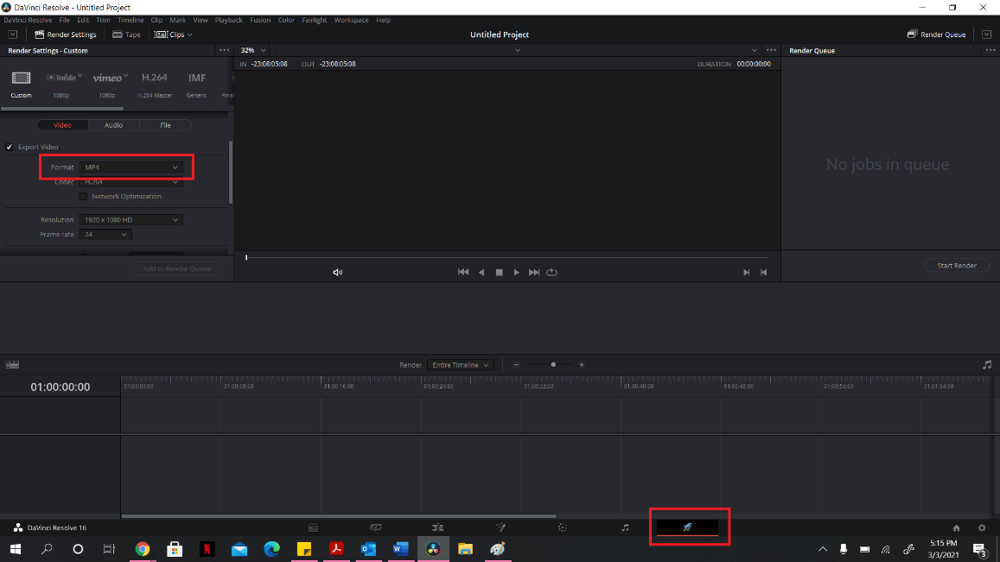 DaVinci Resolve - Untitled Project
DaVinci Resolve File Edit Trim Timeline Clip Mark View Playback Fusion Color Fairlight Workspace Help
Render Settings Tape Clips Untitled Project Render Queue
Render Settings - Custom 32% Render Queue
IN -23:08:05:08 OUT -23:08:05:08 DURATION 00:00:00:00
YouTube vimeo H.264 IMF
Custom 1080p 1080p H.264 Master Generic Fina
Video Audio File
Export Video
Format MP4
No jobs in queue
Codec H.264
Network Optimization
Resolution 1920 x 1080 HD
Frame rate 24
Add to Render Queue
Start Render
Render Entire Timeline
01:00:00:00 01:00:00:00 01:00:08:00 01:00:16:00 01:00:24:00 01:00:32:00 01:00:40:00 01:00:48:00 01:00:56:00 01:01:04:00
DaVinci Resolve 16
5:15 PM
3/3/2021
3